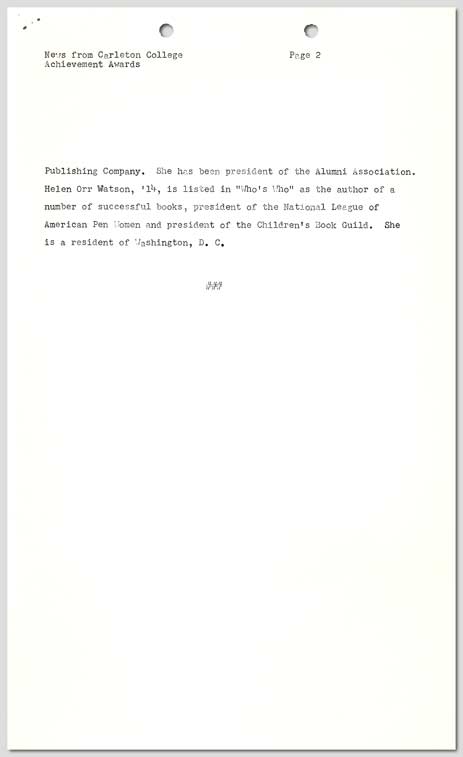 News from Carleton College Page 2
Achievement Awards
Publishing Company. She has been president of the Alumni Association.
Helen Orr Watson, '14, is listed in "Who's Who" as the author of a
number of successful books, president of the National League of
American Pen Women and president of the Children's Book Guild. She
is a resident of Washington, D. C.
###